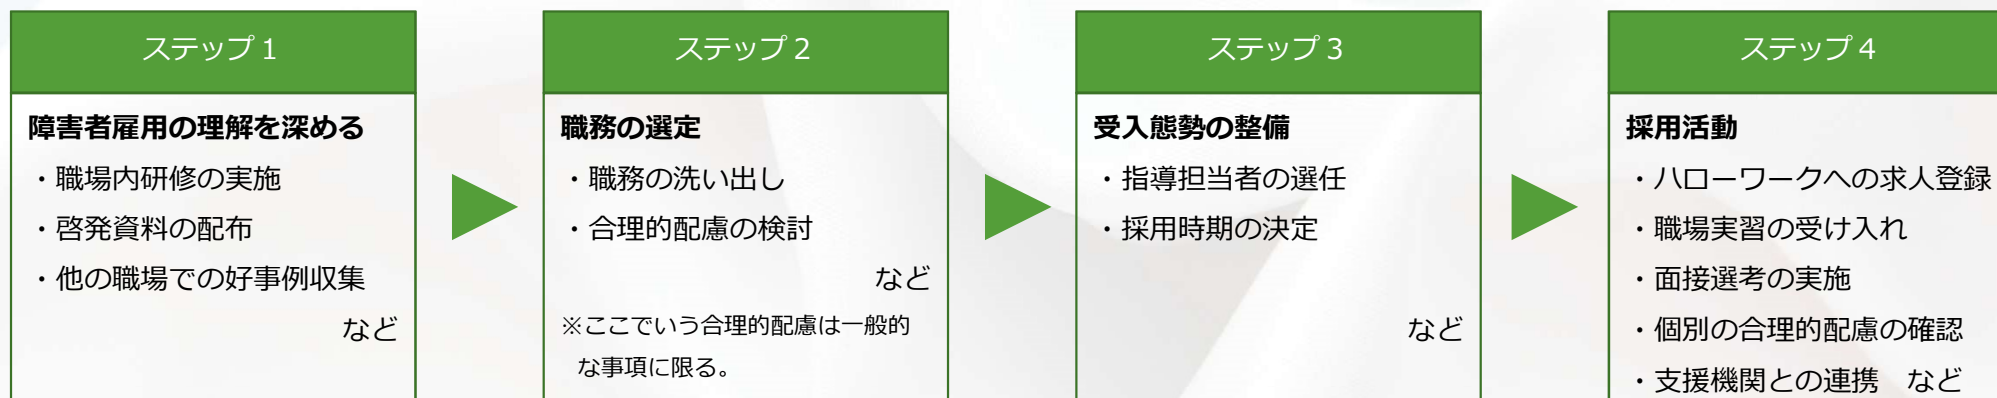 ステップ１
障害者雇用の理解を深める
・職場内研修の実施
・啓発資料の配布
・他の職場での好事例収集
など
ステップ２
職務の選定
・職務の洗い出し
・合理的配慮の検討
など
※ここでいう合理的配慮は一般的
な事項に限る。
ステップ３
受入態勢の整備
・指導担当者の選任
・採用時期の決定
など
ステップ４
採用活動
・ハローワークへの求人登録
・職場実習の受け入れ
・面接選考の実施
・個別の合理的配慮の確認
・支援機関との連携　など